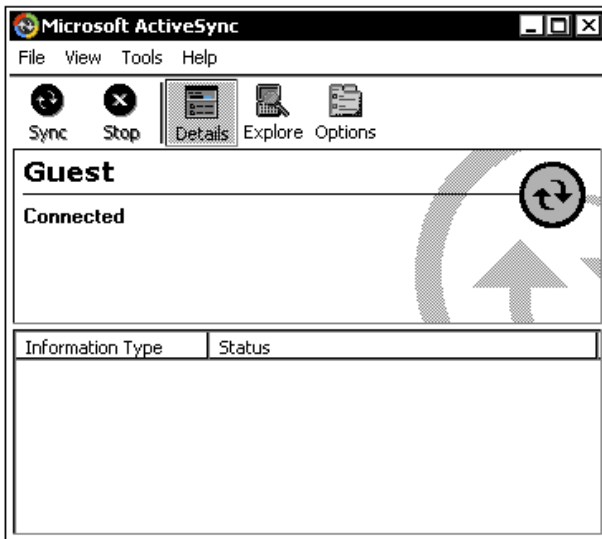 Microsoft ActiveSync
File View Tools Help
Sync Stop Details Explore Options
Guest
Connected
Information Type Status